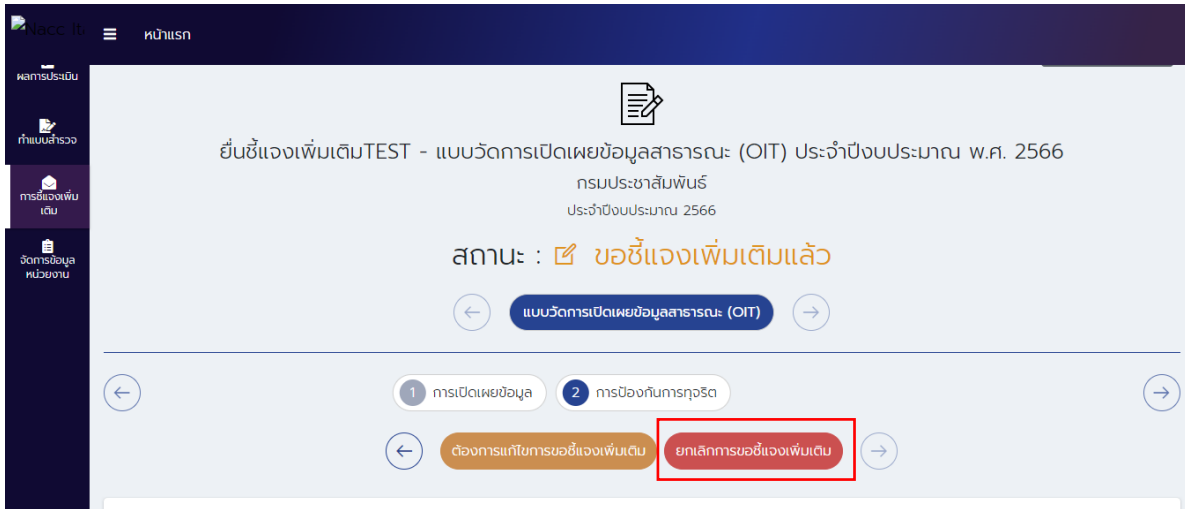 Nacc It
หน้าแรก
ผลการประเมิน
ทำแบบสำรวจ
การชี้แจงเพิ่ม
เติม
จัดการข้อมูล
หน่วยงาน
ยื่นชี้แจงเพิ่มเติมTEST - แบบวัดการเปิดเผยข้อมูลสาธารณะ (OIT) ประจำปีงบประมาณ พ.ศ. 2566
กรมประชาสัมพันธ์
ประจำปีงบประมาณ 2566
สถานะ : ขอชี้แจงเพิ่มเติมแล้ว
แบบวัดการเปิดเผยข้อมูลสาธารณะ (OIT)
1 การเปิดเผยข้อมูล 2 การป้องกันการทุจริต
ต้องการแก้ไขการขอชี้แจงเพิ่มเติม ยกเลิกการขอชี้แจงเพิ่มเติม